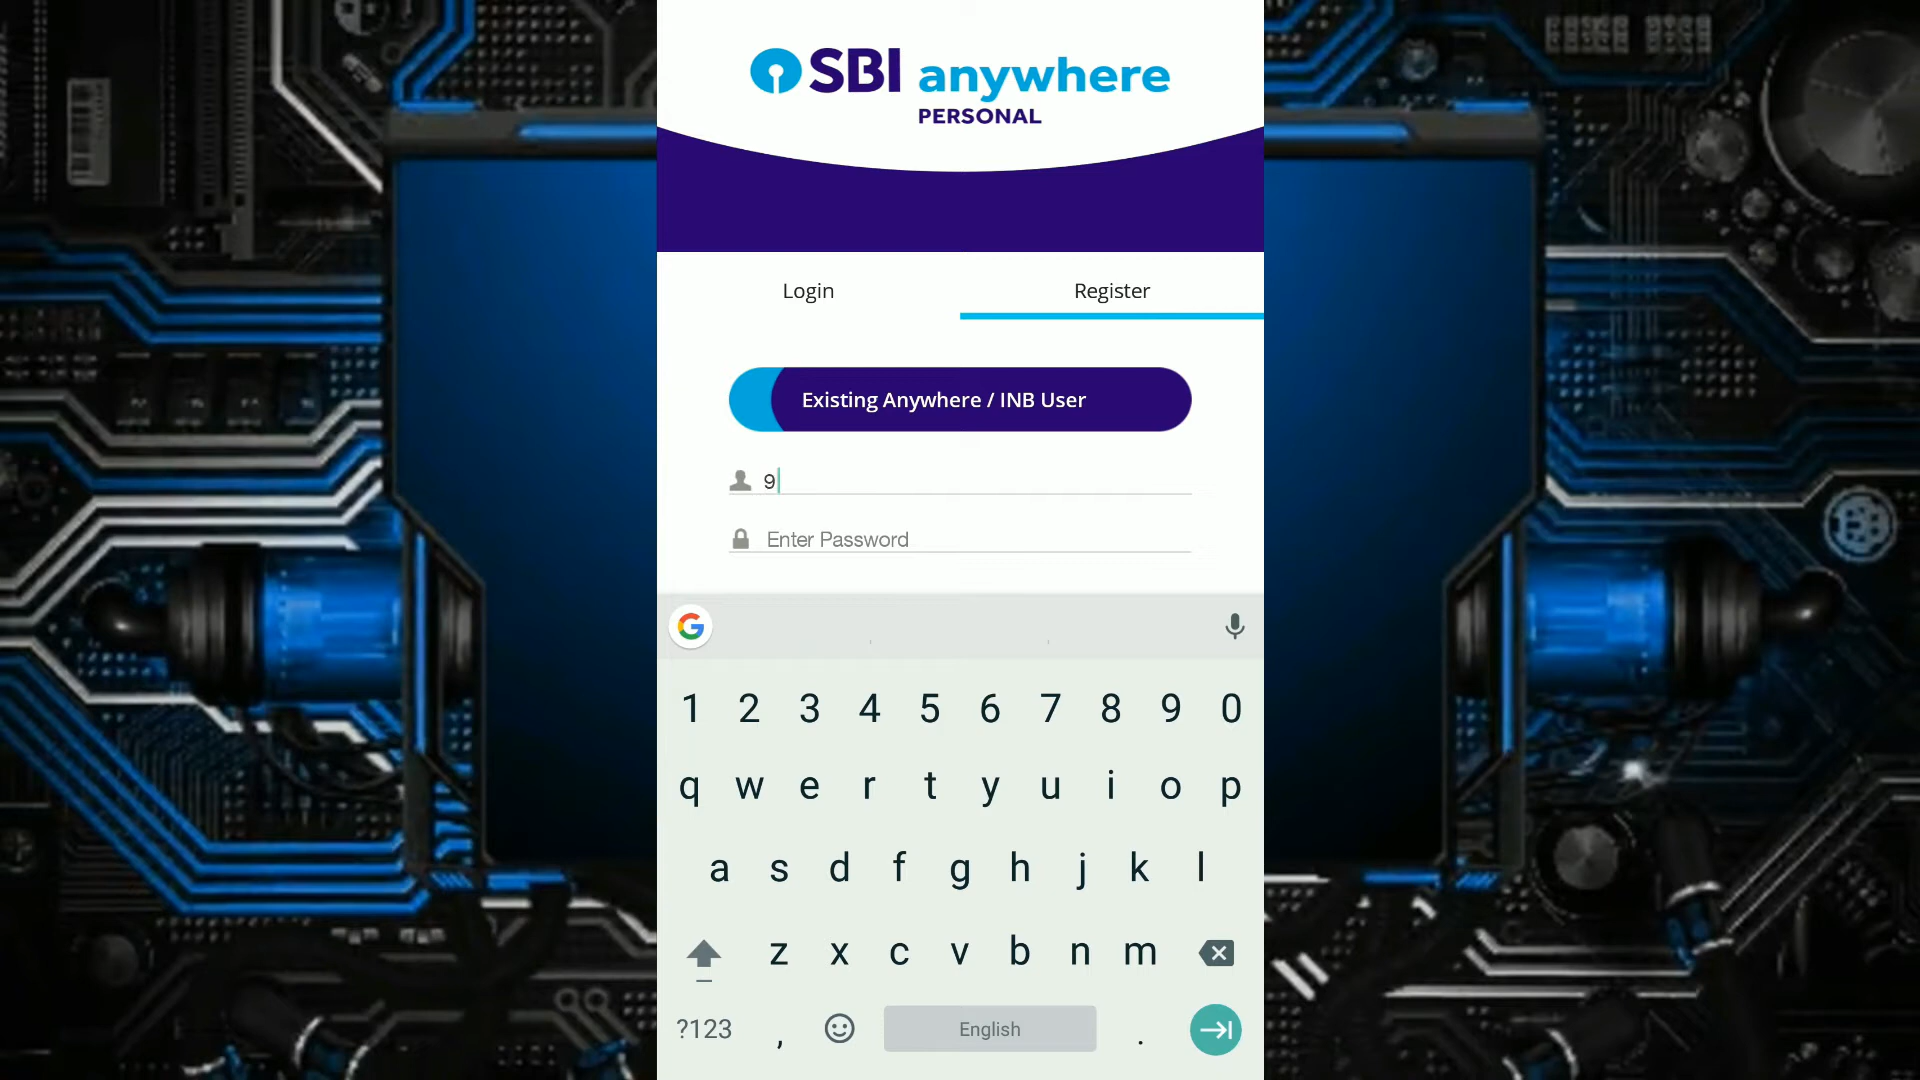 SBI anywhere
PERSONAL
Login Register
Existing Anywhere / INB User
9
Enter Password
G
1 2 3 4 5 6 7 8 9 0
q w e r t y u i o p
a s d f g h j k l
z x c v b n m
?123 , English .